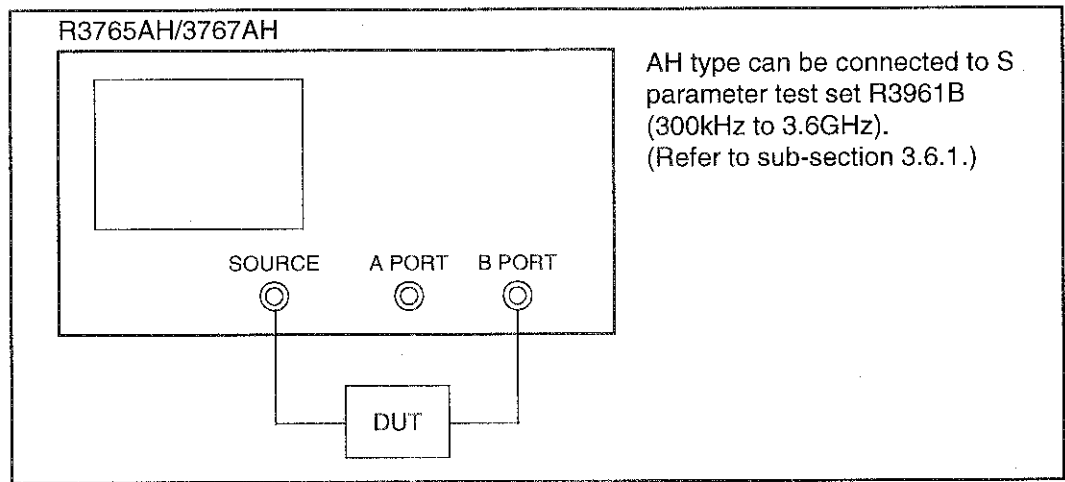 R3765AH/3767AH
AH type can be connected to S
parameter test set R3961B
(300kHz to 3.6GHz).
(Refer to sub-section 3.6.1.)
SOURCE A PORT B PORT
DUT